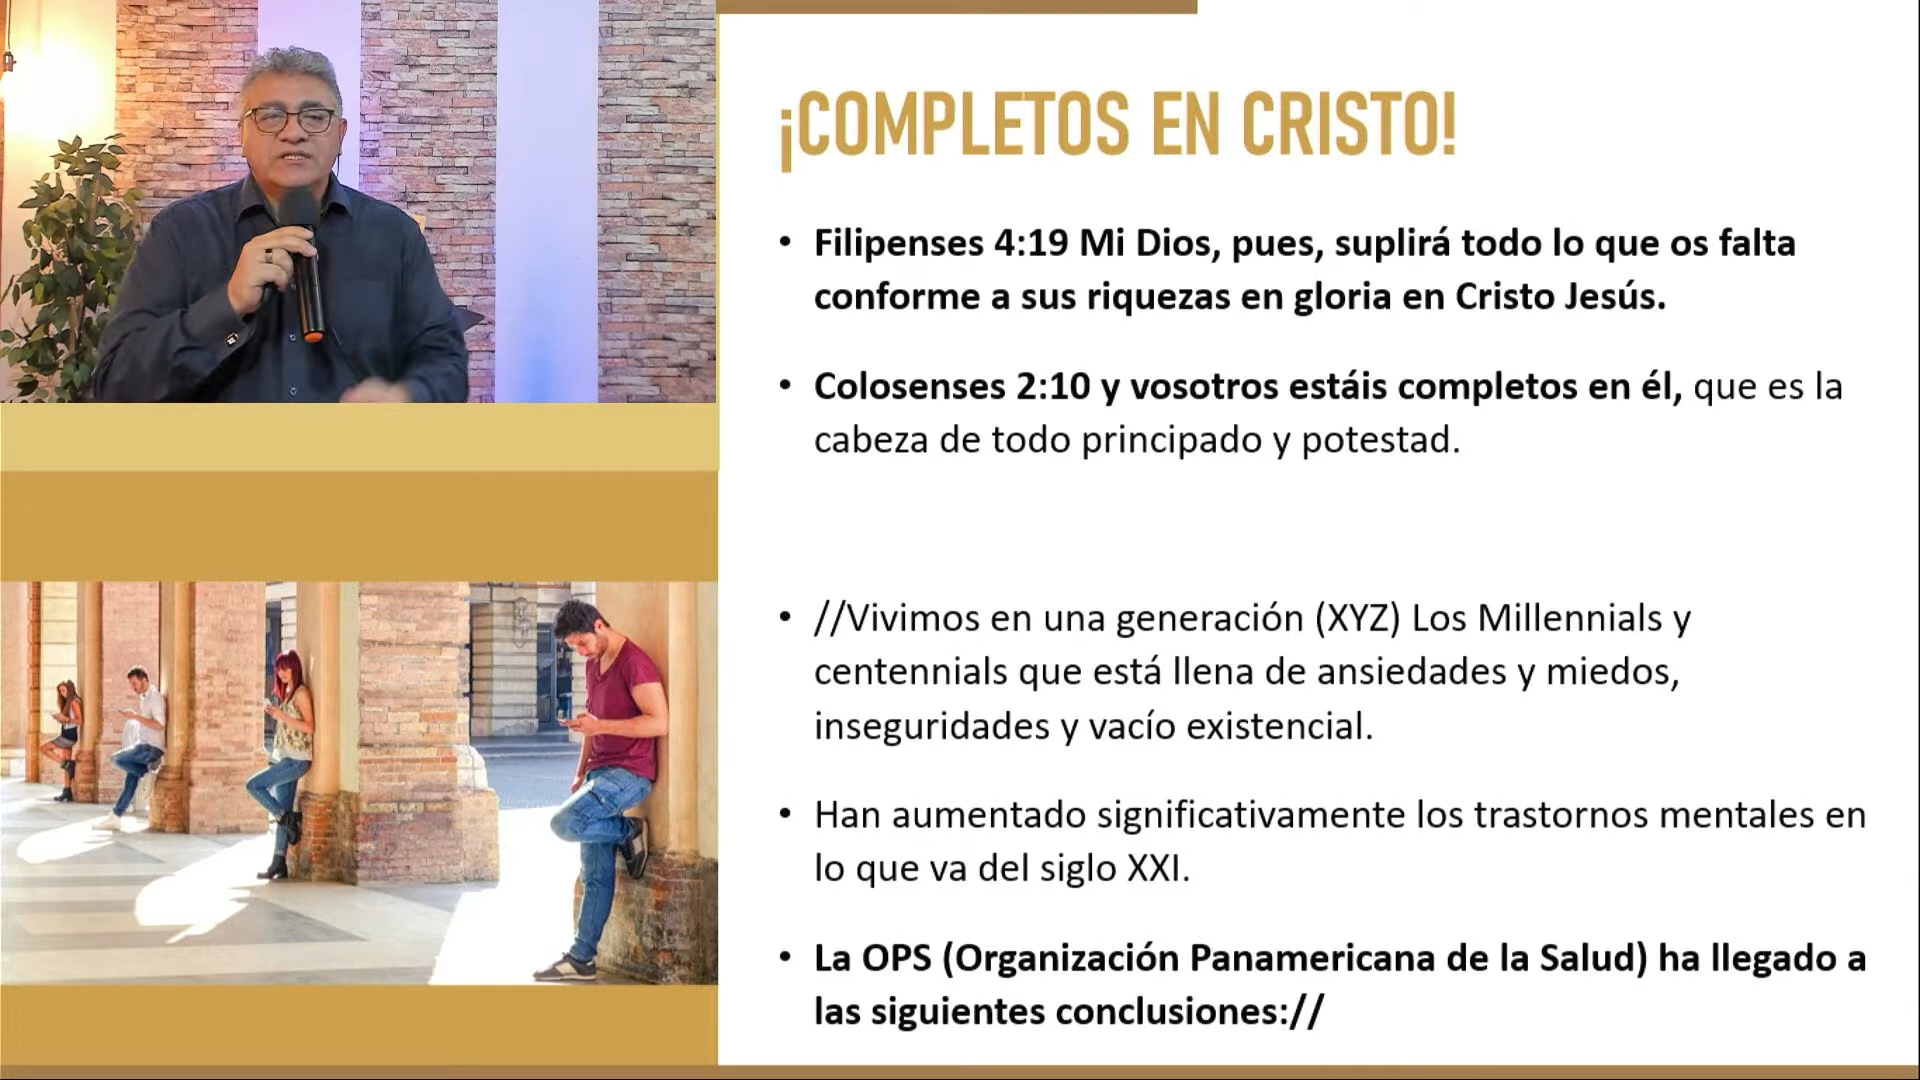 ¡COMPLETOS EN CRISTO!
• Filipenses 4:19 Mi Dios, pues, suplirá todo lo que os falta
conforme a sus riquezas en gloria en Cristo Jesús.
• Colosenses 2:10 y vosotros estáis completos en él, que es la
cabeza de todo principado y potestad.
• //Vivimos en una generación (XYZ) Los Millennials y
centennials que está llena de ansiedades y miedos,
inseguridades y vacío existencial.
• Han aumentado significativamente los trastornos mentales en
lo que va del siglo XXI.
• La OPS (Organización Panamericana de la Salud) ha llegado a
las siguientes conclusiones://